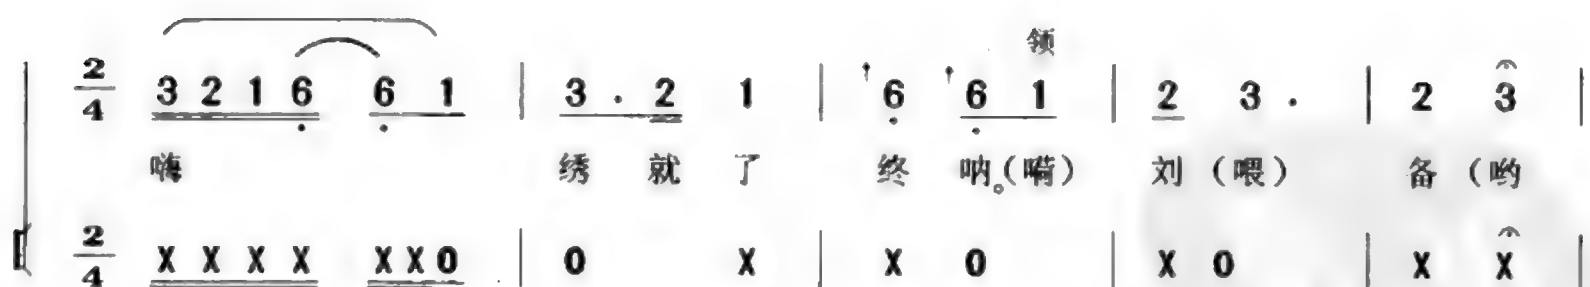 领
2/4 3 2 1 6 6 1 | 3 . 2 1 | 6 6 1 | 2 3 . | 2 3 |
嗨 绣 就 了 终 呐。(嗬) 刘 (喂) 备 (哟
2/4 X X X X X X 0 | 0 X | X 0 | X 0 | X X |